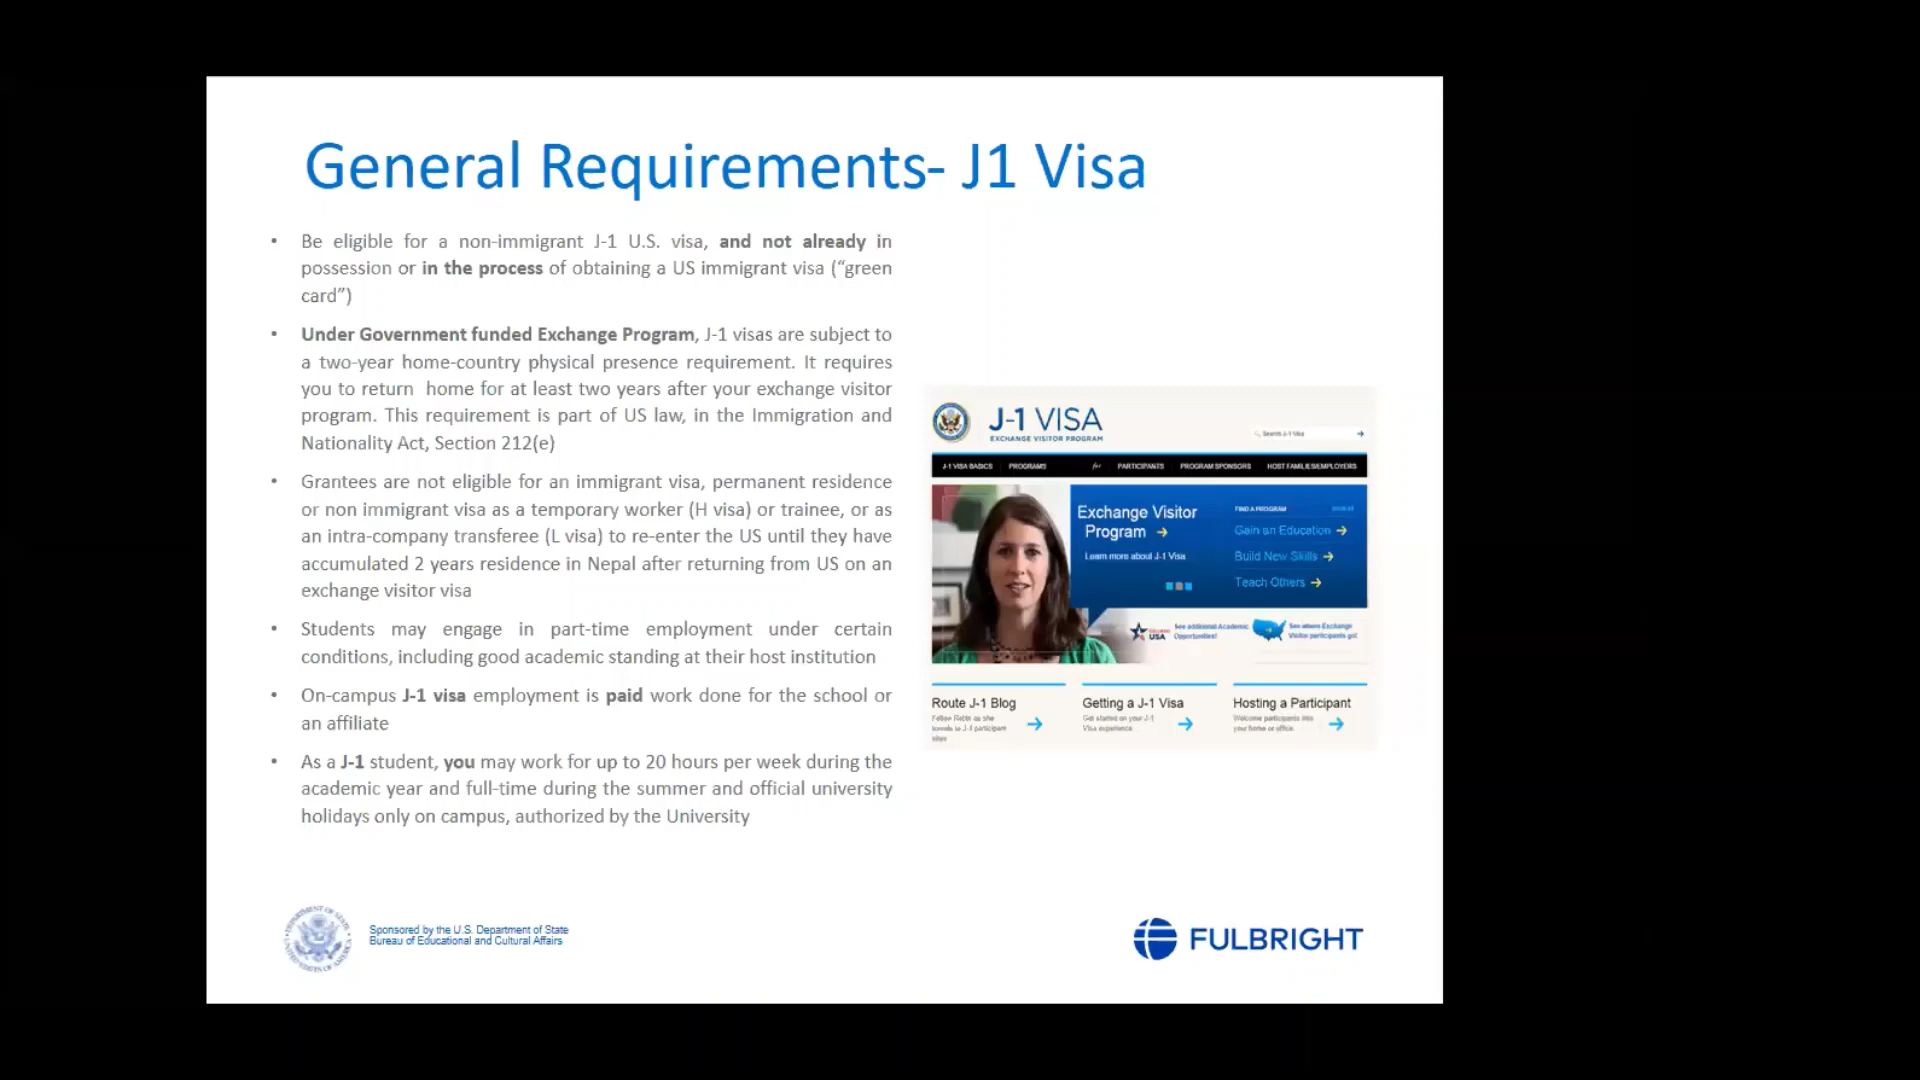 General Requirements- J1 Visa
• Be eligible for a non-immigrant J-1 U.S. visa, and not already in
possession or in the process of obtaining a US immigrant visa (“green
card”)
• Under Government funded Exchange Program, J-1 visas are subject to
a two-year home-country physical presence requirement. It requires
you to return home for at least two years after your exchange visitor
program. This requirement is part of US law, in the Immigration and
Nationality Act, Section 212(e)
• Grantees are not eligible for an immigrant visa, permanent residence
or non immigrant visa as a temporary worker (H visa) or trainee, or as
an intra-company transferee (L visa) to re-enter the US until they have
accumulated 2 years residence in Nepal after returning from US on an
exchange visitor visa
• Students may engage in part-time employment under certain
conditions, including good academic standing at their host institution
• On-campus J-1 visa employment is paid work done for the school or
an affiliate
• As a J-1 student, you may work for up to 20 hours per week during the
academic year and full-time during the summer and official university
holidays only on campus, authorized by the University
J-1 VISA
EXCHANGE VISITOR PROGRAM
Search J-1 Visa
J-1 VISA BASICS PROGRAMS for PARTICIPANTS PROGRAM SPONSORS HOST FAMILIES/EMPLOYERS
Exchange Visitor
Program
Learn more about J-1 Visa
FIND A PROGRAM
Gain an Education
Build New Skills
Teach Others
USA
See additional Academic
Opportunities!
See where Exchange
Visitor participants go!
Route J-1 Blog
Follow Robin as she
travels to J-1 participant
sites
Getting a J-1 Visa
Get started on your J-1
Visa experience
Hosting a Participant
Welcome participants into
your home or office.
Sponsored by the U.S. Department of State
Bureau of Educational and Cultural Affairs
FULBRIGHT